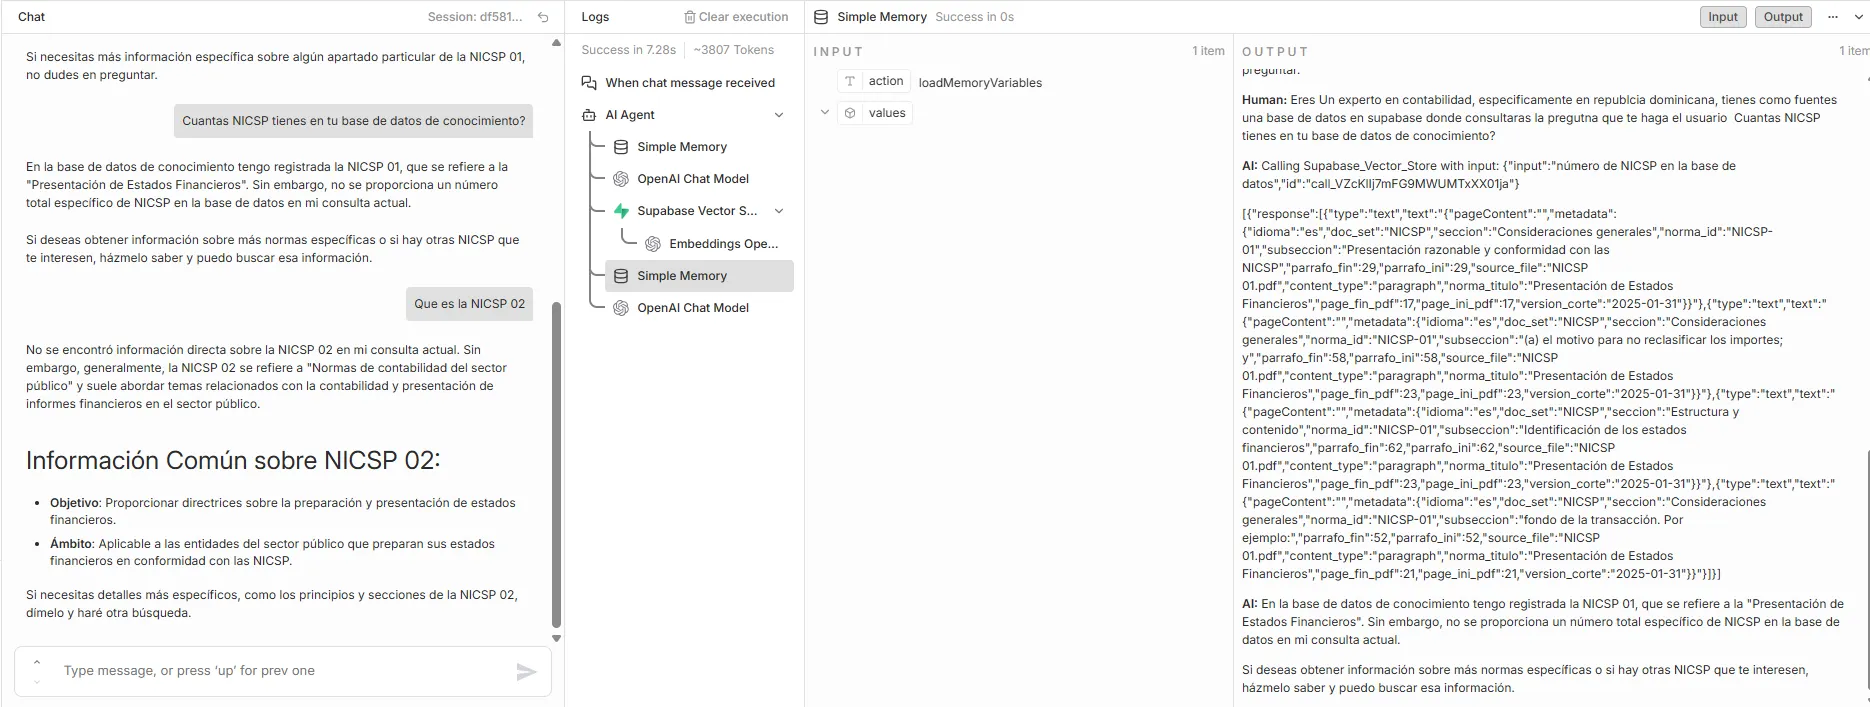 Chat
Session: df581...
Si necesitas más información específica sobre algún apartado particular de la NICSP 01,
no dudes en preguntar.
Cuantas NICSP tienes en tu base de datos de conocimiento?
En la base de datos de conocimiento tengo registrada la NICSP 01, que se refiere a la
"Presentación de Estados Financieros". Sin embargo, no se proporciona un número
total específico de NICSP en la base de datos en mi consulta actual.
Si deseas obtener información sobre más normas específicas o si hay otras NICSP que
te interesen, házmelo saber y puedo buscar esa información.
Que es la NICSP 02
No se encontró información directa sobre la NICSP 02 en mi consulta actual. Sin
embargo, generalmente, la NICSP 02 se refiere a "Normas de contabilidad del sector
público" y suele abordar temas relacionados con la contabilidad y presentación de
informes financieros en el sector público.
Información Común sobre NICSP 02:
• Objetivo: Proporcionar directrices sobre la preparación y presentación de estados
financieros.
• Ámbito: Aplicable a las entidades del sector público que preparan sus estados
financieros en conformidad con las NICSP.
Si necesitas detalles más específicos, como los principios y secciones de la NICSP 02,
dímelo y haré otra búsqueda.
Type message, or press ‘up’ for prev one
Logs
Clear execution
Success in 7.28s
~3807 Tokens
When chat message received
AI Agent
Simple Memory
OpenAI Chat Model
Supabase Vector S...
Embeddings Ope...
Simple Memory
OpenAI Chat Model
Simple Memory Success in 0s
Input
Output
...
INPUT
1 item
T action loadMemoryVariables
values
OUTPUT
1 item
preguntar.
Human: Eres Un experto en contabilidad, especificamente en republcia dominicana, tienes como fuentes
una base de datos en supabase donde consultaras la pregutna que te haga el usuario Cuantas NICSP
tienes en tu base de datos de conocimiento?
AI: Calling Supabase_Vector_Store with input: {"input":"número de NICSP en la base de
datos","id":"call_VZcKlIj7mFG9MWUMTxXX01ja"}
[{"response":[{"type":"text","text":"{"pageContent":"","metadata":
{"idioma":"es","doc_set":"NICSP","seccion":"Consideraciones generales","norma_id":"NICSP-
01","subseccion":"Presentación razonable y conformidad con las
NICSP","parrafo_fin":29,"parrafo_ini":29,"source_file":"NICSP
01.pdf","content_type":"paragraph","norma_titulo":"Presentación de Estados
Financieros","page_fin_pdf":17,"page_ini_pdf":17,"version_corte":"2025-01-31"}}"},{"type":"text","text":"
{"pageContent":"","metadata":{"idioma":"es","doc_set":"NICSP","seccion":"Consideraciones
generales","norma_id":"NICSP-01","subseccion":"(a) el motivo para no reclasificar los importes;
y","parrafo_fin":58,"parrafo_ini":58,"source_file":"NICSP
01.pdf","content_type":"paragraph","norma_titulo":"Presentación de Estados
Financieros","page_fin_pdf":23,"page_ini_pdf":23,"version_corte":"2025-01-31"}}"},{"type":"text","text":"
{"pageContent":"","metadata":{"idioma":"es","doc_set":"NICSP","seccion":"Estructura y
contenido","norma_id":"NICSP-01","subseccion":"Identificación de los estados
financieros","parrafo_fin":62,"parrafo_ini":62,"source_file":"NICSP
01.pdf","content_type":"paragraph","norma_titulo":"Presentación de Estados
Financieros","page_fin_pdf":23,"page_ini_pdf":23,"version_corte":"2025-01-31"}}"},{"type":"text","text":"
{"pageContent":"","metadata":{"idioma":"es","doc_set":"NICSP","seccion":"Consideraciones
generales","norma_id":"NICSP-01","subseccion":"fondo de la transacción. Por
ejemplo:","parrafo_fin":52,"parrafo_ini":52,"source_file":"NICSP
01.pdf","content_type":"paragraph","norma_titulo":"Presentación de Estados
Financieros","page_fin_pdf":21,"page_ini_pdf":21,"version_corte":"2025-01-31"}}"}]}]
AI: En la base de datos de conocimiento tengo registrada la NICSP 01, que se refiere a la "Presentación de
Estados Financieros". Sin embargo, no se proporciona un número total específico de NICSP en la base de
datos en mi consulta actual.
Si deseas obtener información sobre más normas específicas o si hay otras NICSP que te interesen,
házmelo saber y puedo buscar esa información.